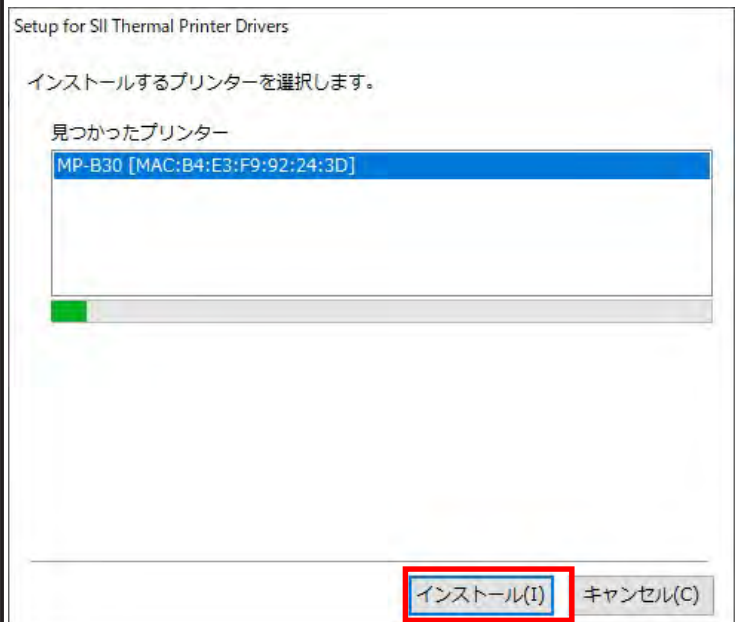 Setup for SII Thermal Printer Drivers
インストールするプリンターを選択します。
見つかったプリンター
MP-B30 [MAC:B4:E3:F9:92:24:3D]
インストール(I)
キャンセル(C)